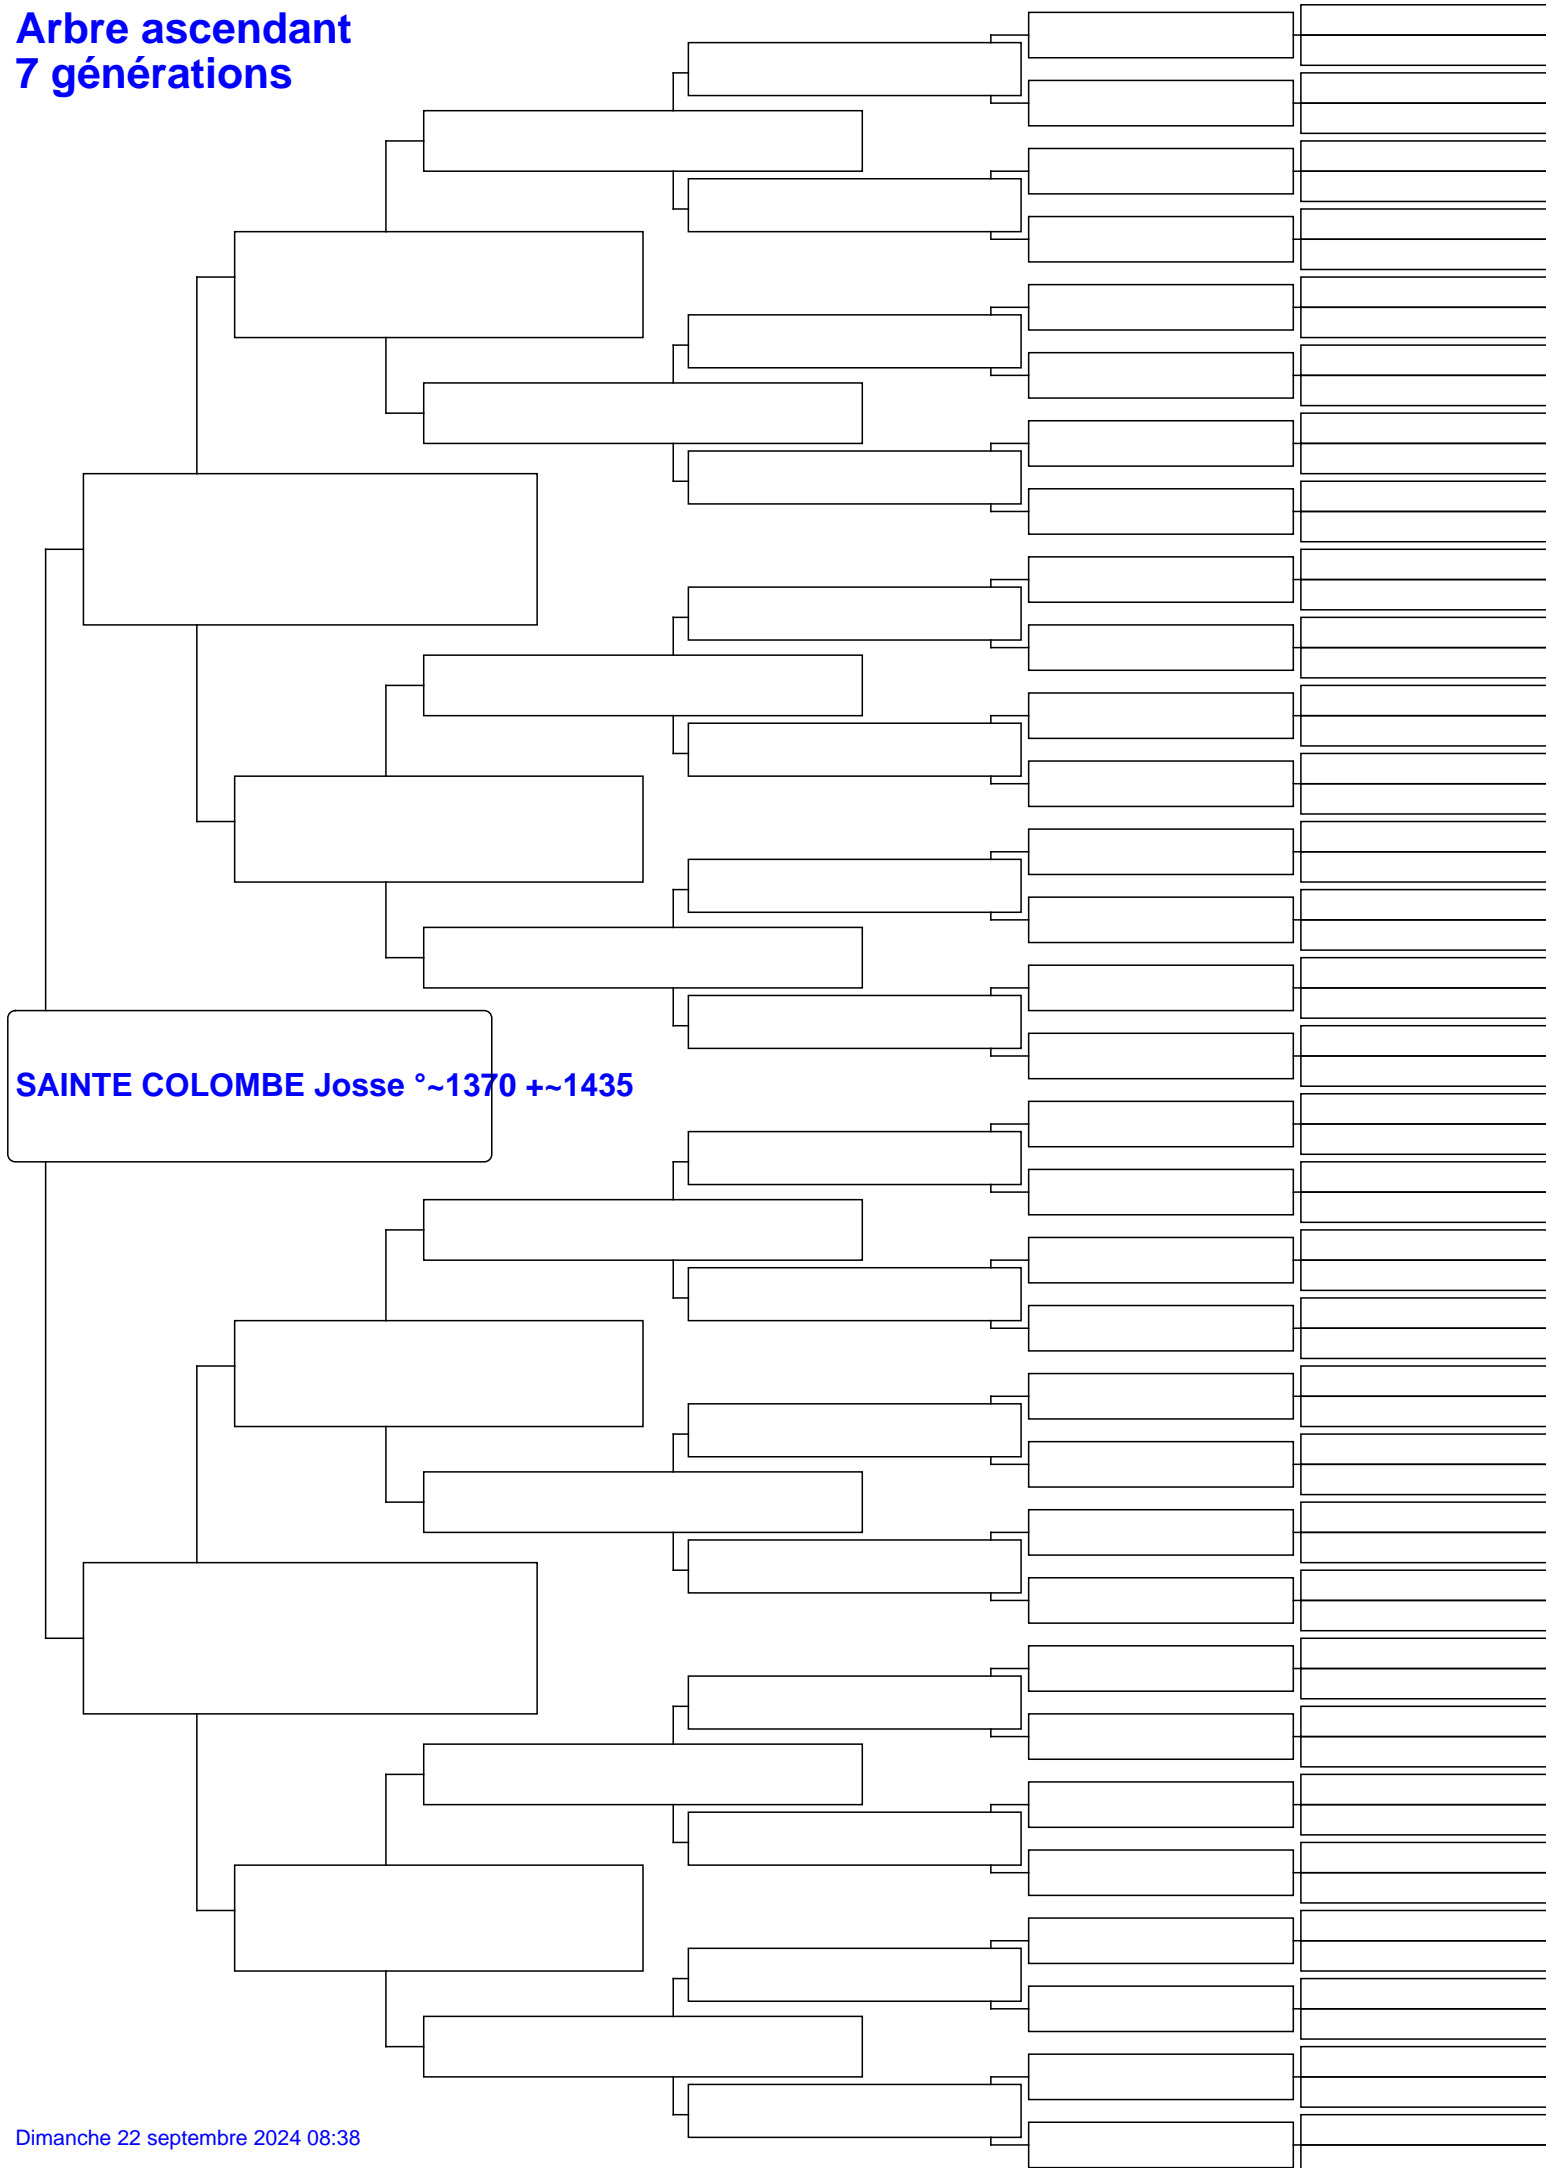 Arbre ascendant
7 générations
SAINTE COLOMBE Josse °~1370 +~1435
Dimanche 22 septembre 2024 08:38